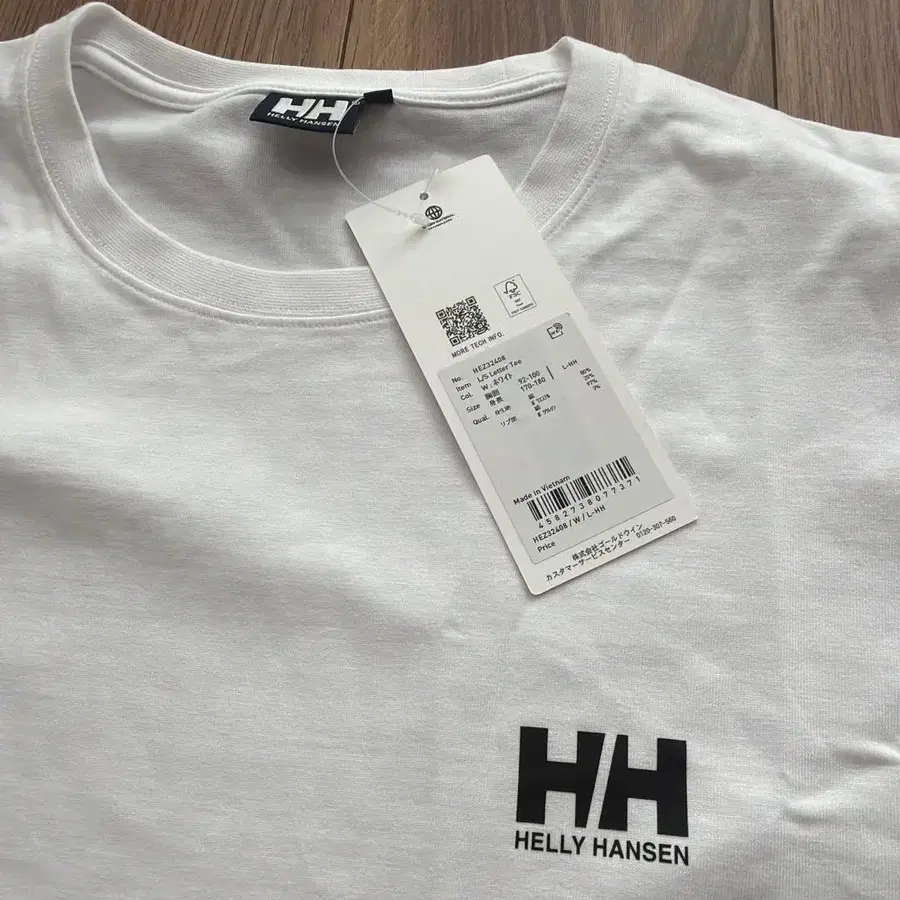 HH
HELLY HANSEN
MORE TECH INFO.
FSC
No. HEZ32408
Item L/S Letter Tee
Col. W:ホワイト
Size 胸囲 92-100 L-HH
身長 170-180
Qual.
Made in Vietnam
4582738077371
HEZ32408/W/L-HH
Price
株式会社ゴールドウイン
カスタマーサービスセンター 0120-307-560
HH
HELLY HANSEN